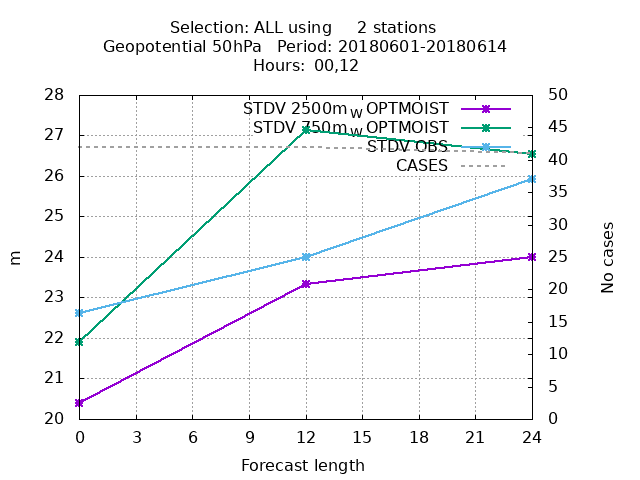 Selection: ALL using     2 stations
Geopotential 50hPa   Period: 20180601-20180614
Hours:  00,12
28
27
26
25
24
23
22
21
20
50
45
40
35
30
25
20
15
10
5
0
STDV 2500m_W OPTMOIST
STDV 750m_W OPTMOIST
STDV OBS
CASES
m
No cases
0 3 6 9 12 15 18 21 24
Forecast length